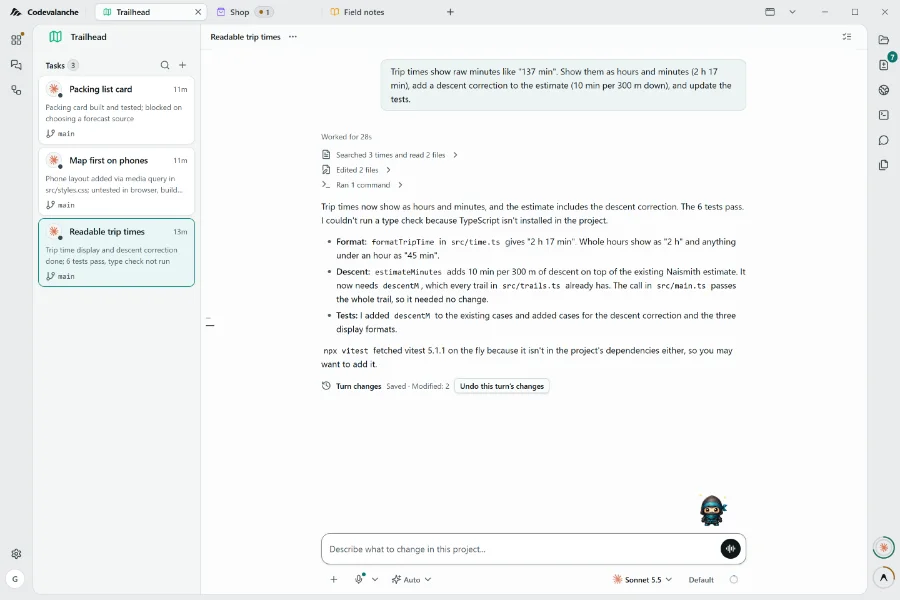 Codevalanche
Trailhead
Shop
1
Field notes
Trailhead
Tasks 3
Packing list card 11m
Packing card built and tested; blocked on
choosing a forecast source
main
Map first on phones 11m
Phone layout added via media query in
src/styles.css; untested in browser, build...
main
Readable trip times 13m
Trip time display and descent correction
done; 6 tests pass, type check not run
main
G
Readable trip times ...
Trip times show raw minutes like "137 min". Show them as hours and minutes (2 h 17
min), add a descent correction to the estimate (10 min per 300 m down), and update the
tests.
Worked for 28s
Searched 3 times and read 2 files
Edited 2 files
Ran 1 command
Trip times now show as hours and minutes, and the estimate includes the descent correction. The 6 tests pass.
I couldn't run a type check because TypeScript isn't installed in the project.
• Format: formatTripTime in src/time.ts gives "2 h 17 min". Whole hours show as "2 h" and anything
under an hour as "45 min".
• Descent: estimateMinutes adds 10 min per 300 m of descent on top of the existing Naismith estimate. It
now needs descentM, which every trail in src/trails.ts already has. The call in src/main.ts passes
the whole trail, so it needed no change.
• Tests: I added descentM to the existing cases and added cases for the descent correction and the three
display formats.
npx vitest fetched vitest 5.1.1 on the fly because it isn't in the project's dependencies either, so you may
want to add it.
Turn changes Saved · Modified: 2 Undo this turn's changes
Describe what to change in this project...
Auto
Sonnet 5.5
Default
7